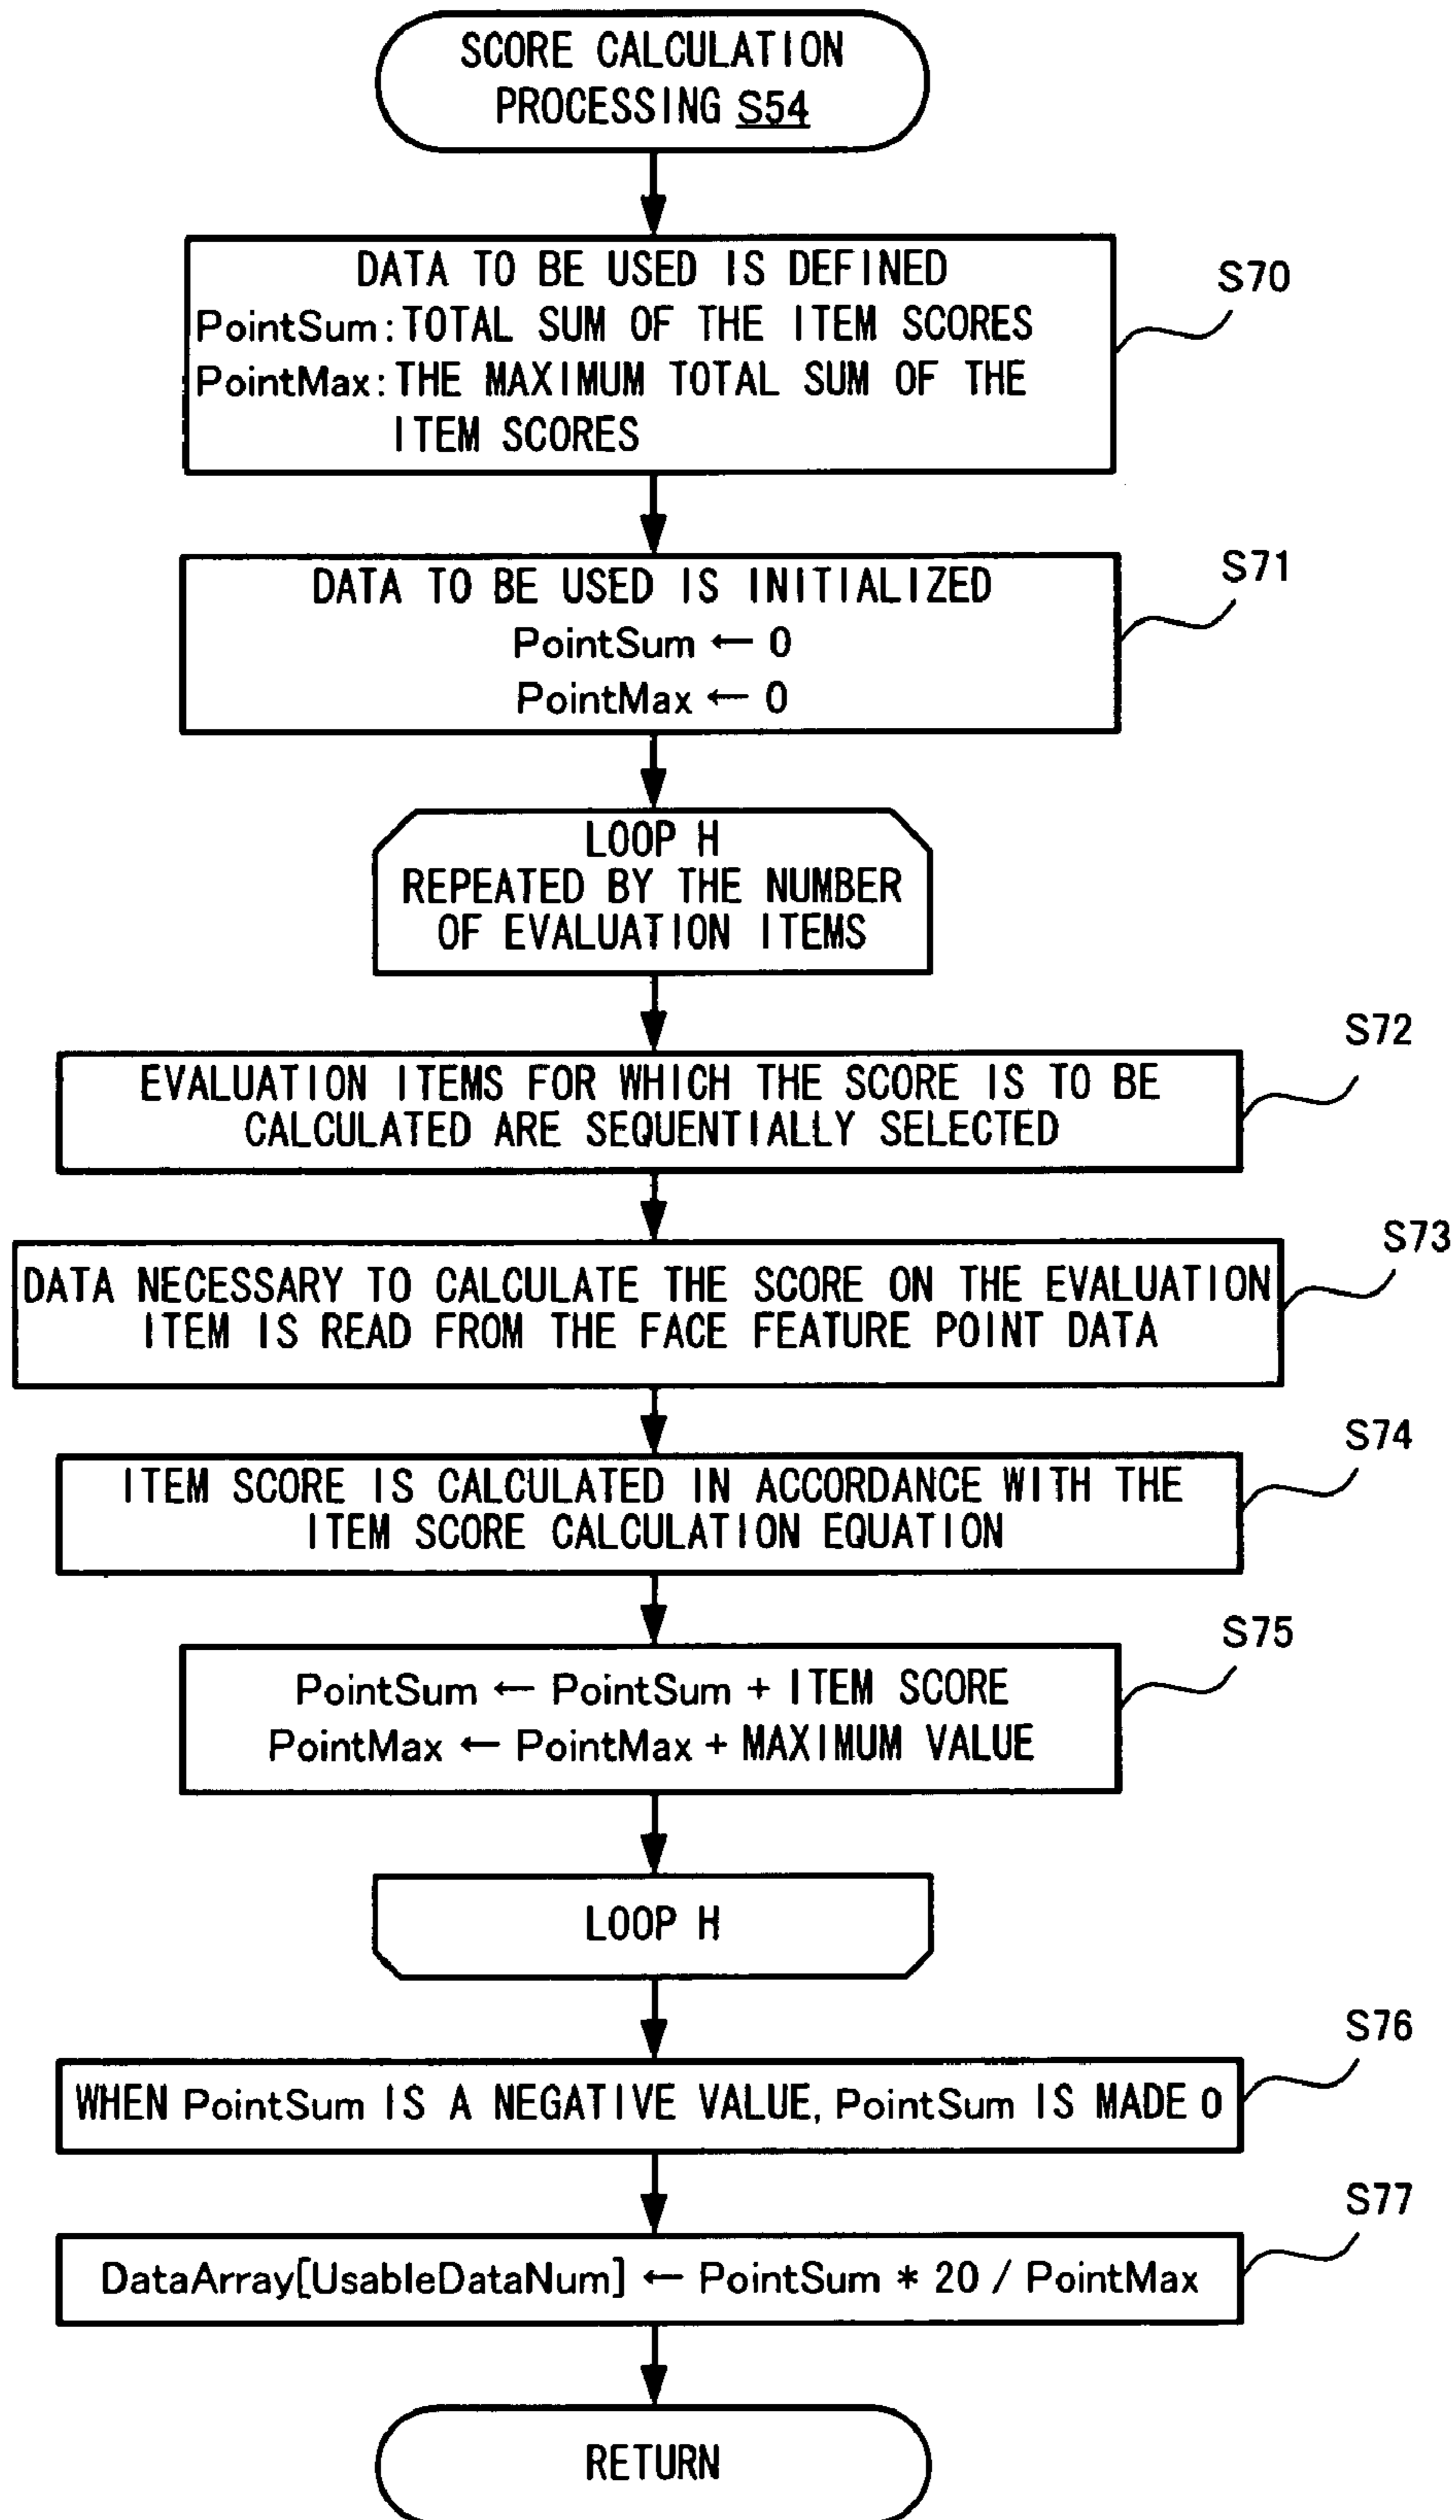 SCORE CALCULATION
PROCESSING S54
DATA TO BE USED IS DEFINED
PointSum: TOTAL SUM OF THE ITEM SCORES
PointMax: THE MAXIMUM TOTAL SUM OF THE
ITEM SCORES
S70
DATA TO BE USED IS INITIALIZED
PointSum ← 0
PointMax ← 0
S71
LOOP H
REPEATED BY THE NUMBER
OF EVALUATION ITEMS
S72
EVALUATION ITEMS FOR WHICH THE SCORE IS TO BE
CALCULATED ARE SEQUENTIALLY SELECTED
S73
DATA NECESSARY TO CALCULATE THE SCORE ON THE EVALUATION
ITEM IS READ FROM THE FACE FEATURE POINT DATA
S74
ITEM SCORE IS CALCULATED IN ACCORDANCE WITH THE
ITEM SCORE CALCULATION EQUATION
S75
PointSum ← PointSum + ITEM SCORE
PointMax ← PointMax + MAXIMUM VALUE
LOOP H
S76
WHEN PointSum IS A NEGATIVE VALUE, PointSum IS MADE 0
S77
DataArray[UsableDataNum] ← PointSum * 20 / PointMax
RETURN